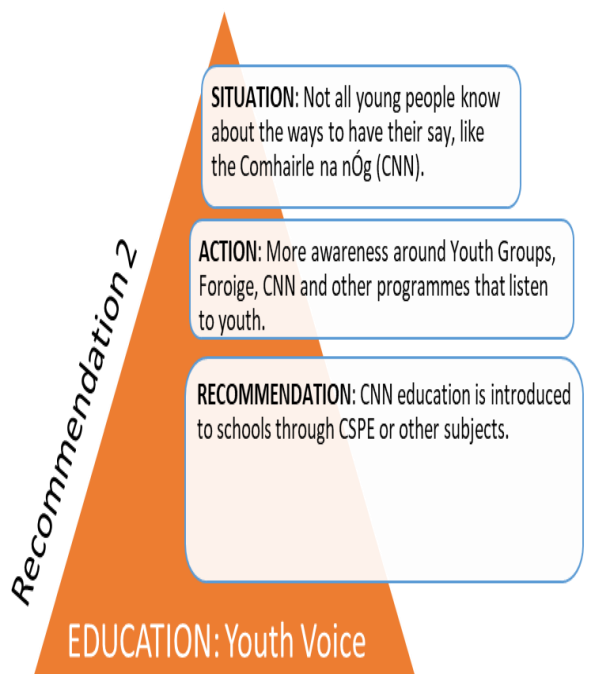 SITUATION: Not all young people know
about the ways to have their say, like
the Comhairle na nÓg (CNN).
ACTION: More awareness around Youth Groups,
Foroige, CNN and other programmes that listen
to youth.
RECOMMENDATION: CNN education is introduced
to schools through CSPE or other subjects.
Recommendation 2
EDUCATION: Youth Voice